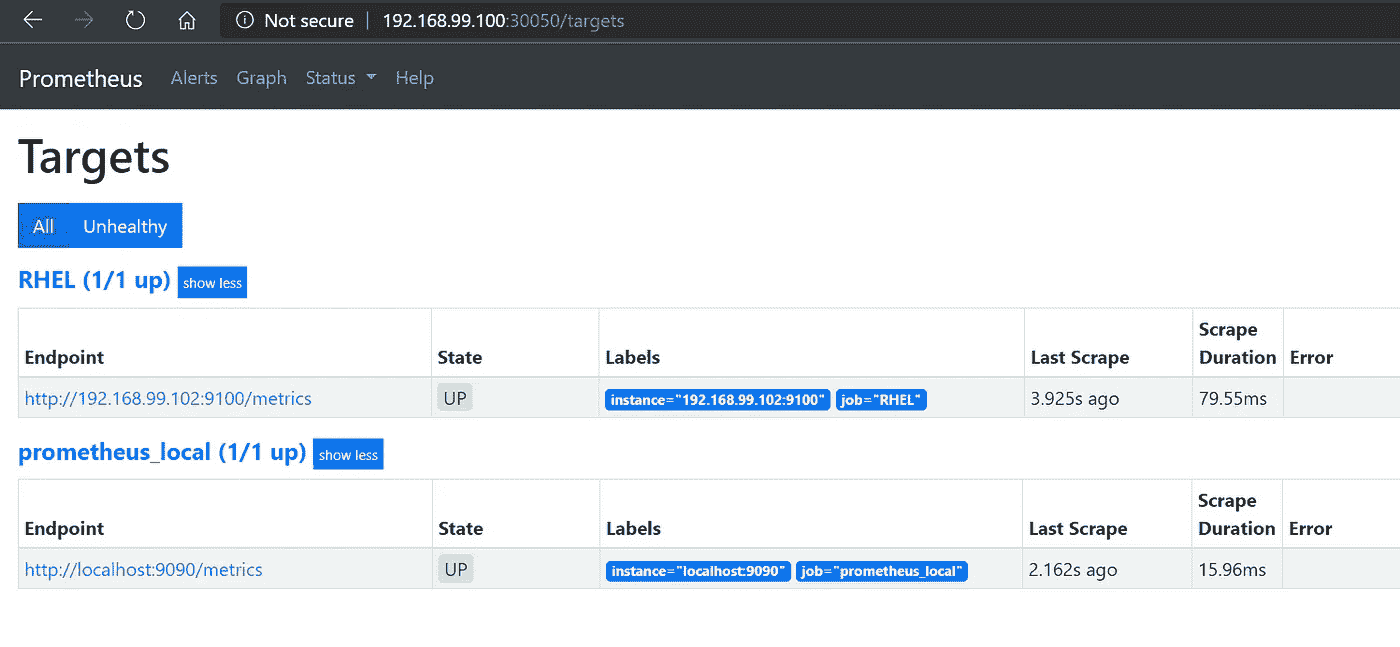 Not secure | 192.168.99.100:30050/targets
Prometheus Alerts Graph Status Help
Targets
All Unhealthy
RHEL (1/1 up) show less
Endpoint State Labels Last Scrape Scrape Duration Error
http://192.168.99.102:9100/metrics UP instance="192.168.99.102:9100" job="RHEL" 3.925s ago 79.55ms
prometheus_local (1/1 up) show less
Endpoint State Labels Last Scrape Scrape Duration Error
http://localhost:9090/metrics UP instance="localhost:9090" job="prometheus_local" 2.162s ago 15.96ms